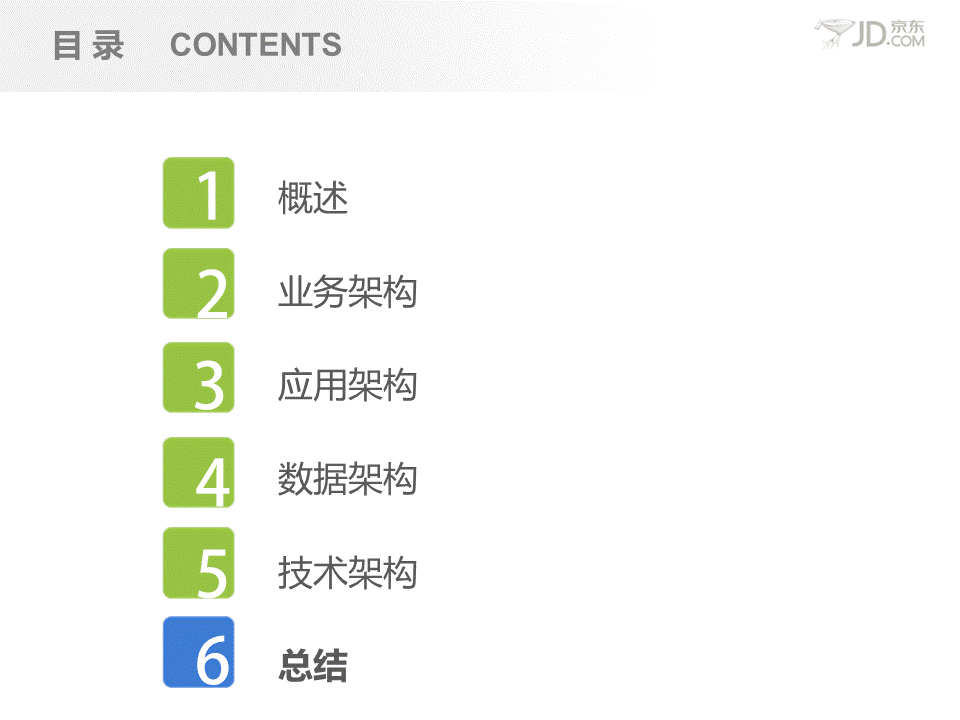 目 录 CONTENTS
JD.COM 京东
1 概述
2 业务架构
3 应用架构
4 数据架构
5 技术架构
6 总结